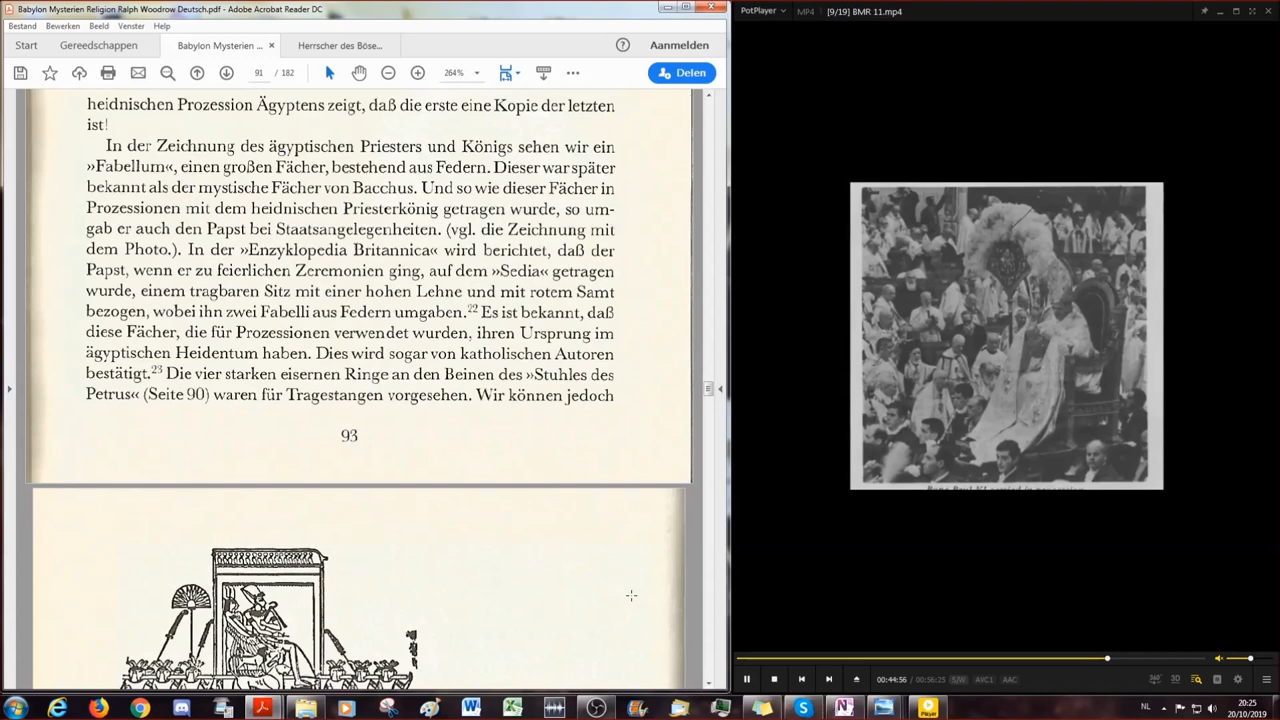 Babylon Mysterien Religion Ralph Woodrow Deutsch.pdf - Adobe Acrobat Reader DC
Bestand Bewerken Beeld Venster Help
Start Gereedschappen Babylon Mysterien ... × Herrscher des Böse... ? Aanmelden
91 / 182 264% Delen
heidnischen Prozession Ägyptens zeigt, daß die erste eine Kopie der letzten
ist!
In der Zeichnung des ägyptischen Priesters und Königs sehen wir ein
»Fabellum«, einen großen Fächer, bestehend aus Federn. Dieser war später
bekannt als der mystische Fächer von Bacchus. Und so wie dieser Fächer in
Prozessionen mit dem heidnischen Priesterkönig getragen wurde, so um-
gab er auch den Papst bei Staatsangelegenheiten. (vgl. die Zeichnung mit
dem Photo.). In der »Enzyklopedia Britannica« wird berichtet, daß der
Papst, wenn er zu feierlichen Zeremonien ging, auf dem »Sedia« getragen
wurde, einem tragbaren Sitz mit einer hohen Lehne und mit rotem Samt
bezogen, wobei ihn zwei Fabelli aus Federn umgaben.22 Es ist bekannt, daß
diese Fächer, die für Prozessionen verwendet wurden, ihren Ursprung im
ägyptischen Heidentum haben. Dies wird sogar von katholischen Autoren
bestätigt.23 Die vier starken eisernen Ringe an den Beinen des »Stuhles des
Petrus« (Seite 90) waren für Tragestangen vorgesehen. Wir können jedoch
93
PotPlayer MP4 [9/19] BMR 11.mp4
00:44:56 / 00:56:25 S/W AVC1 AAC
360° 3D
NL 20:25
20/10/2019